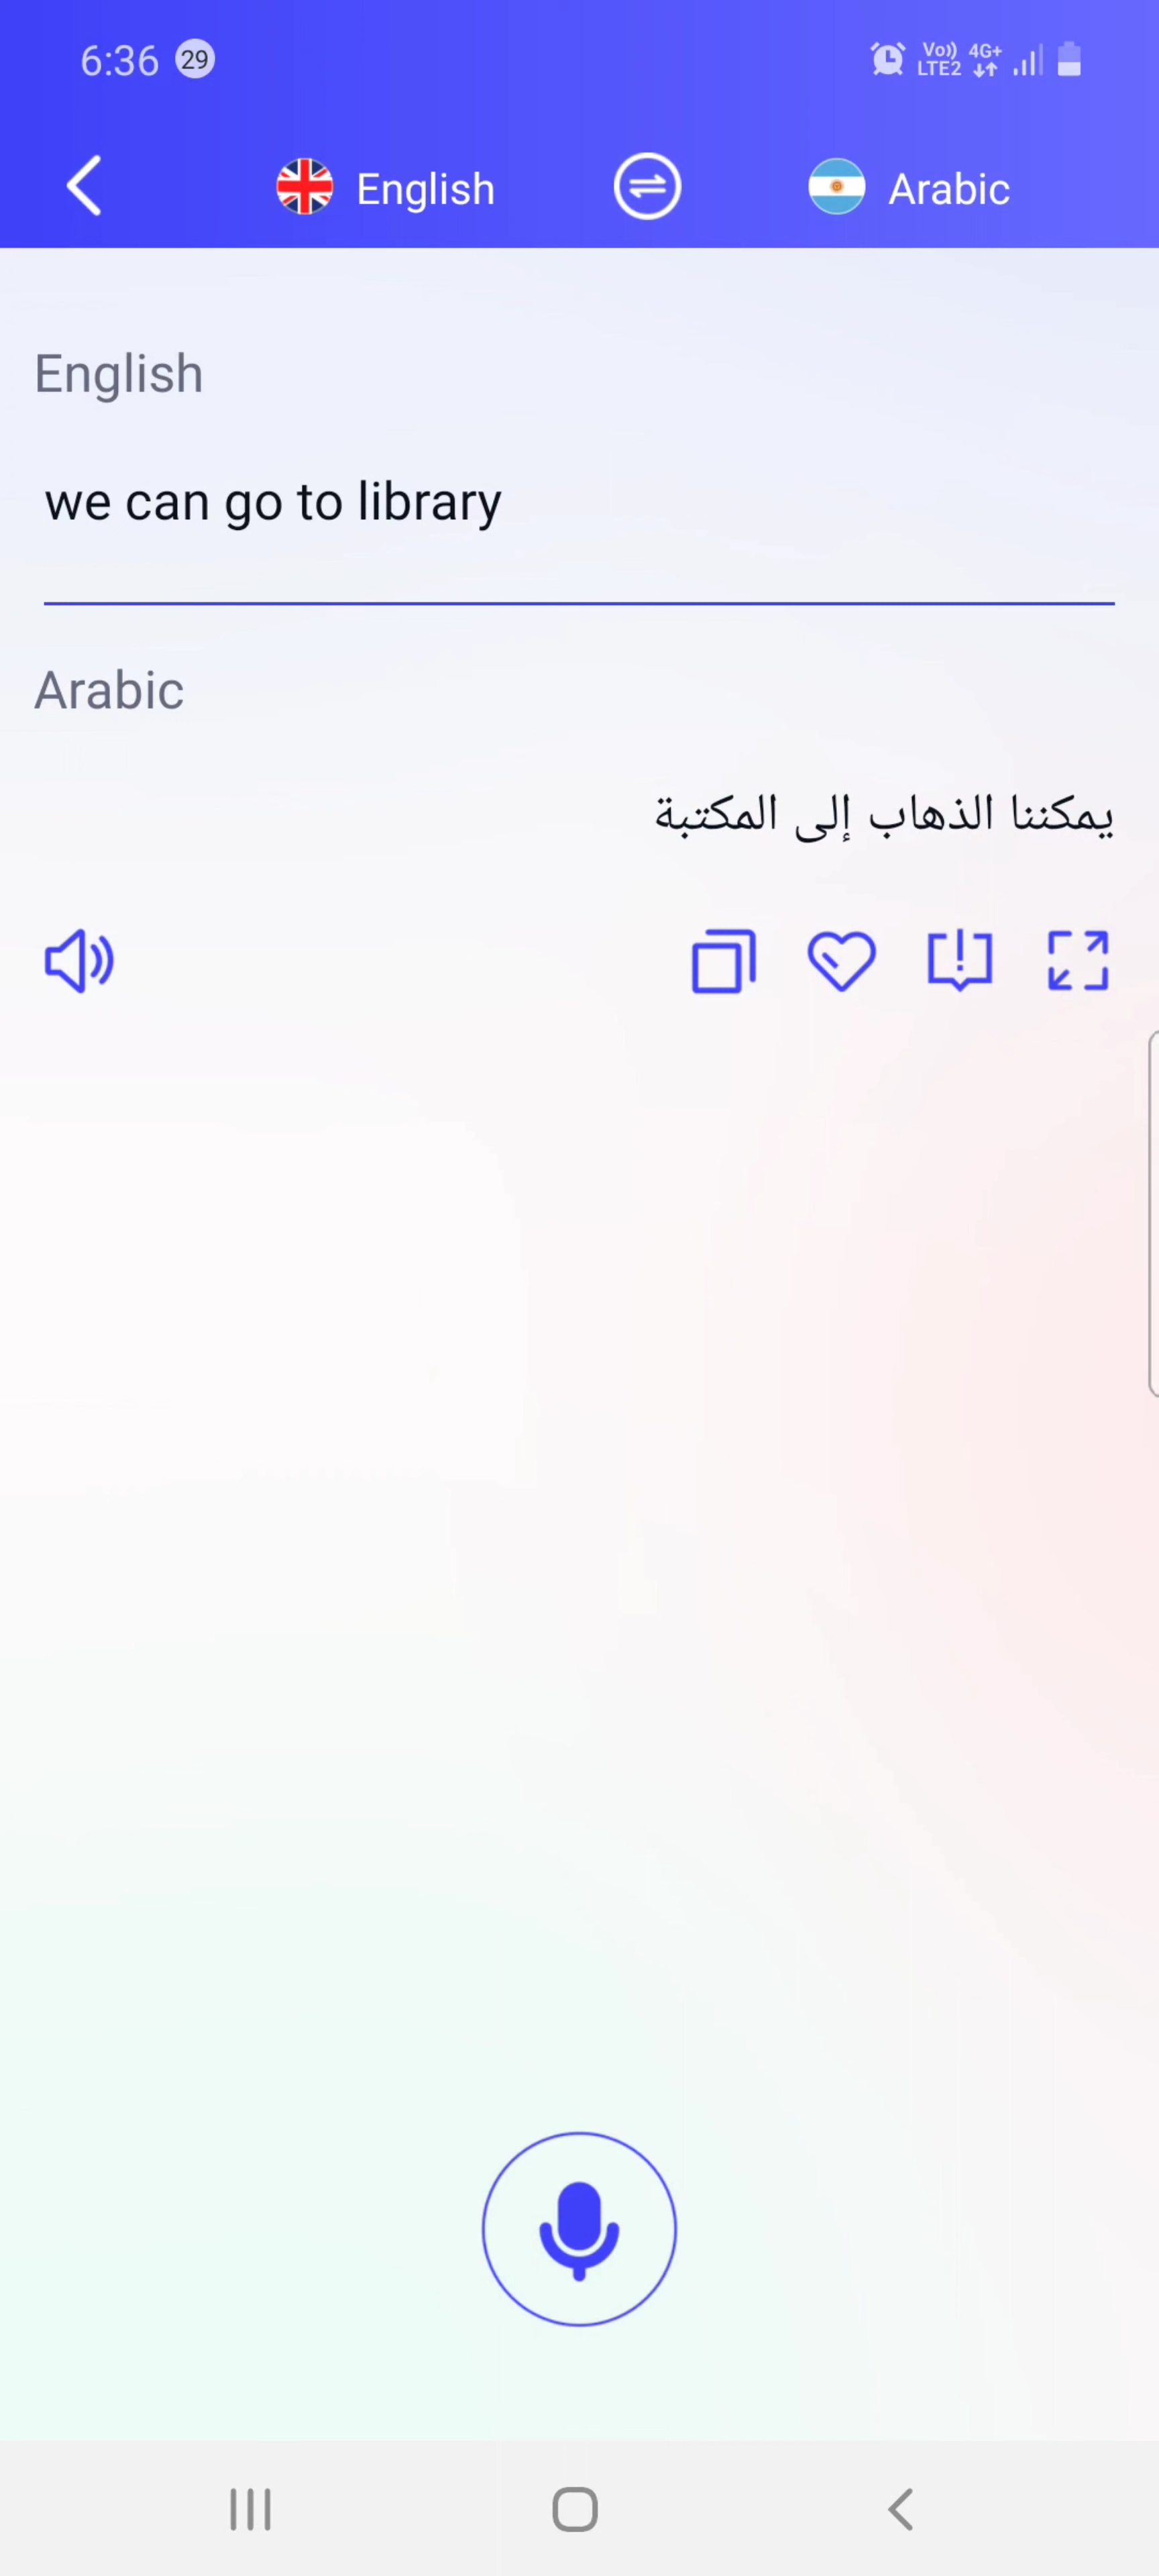 6:36 29 Vo)) LTE2 4G+
English Arabic
English
we can go to library
Arabic
يمكننا الذهاب إلى المكتبة